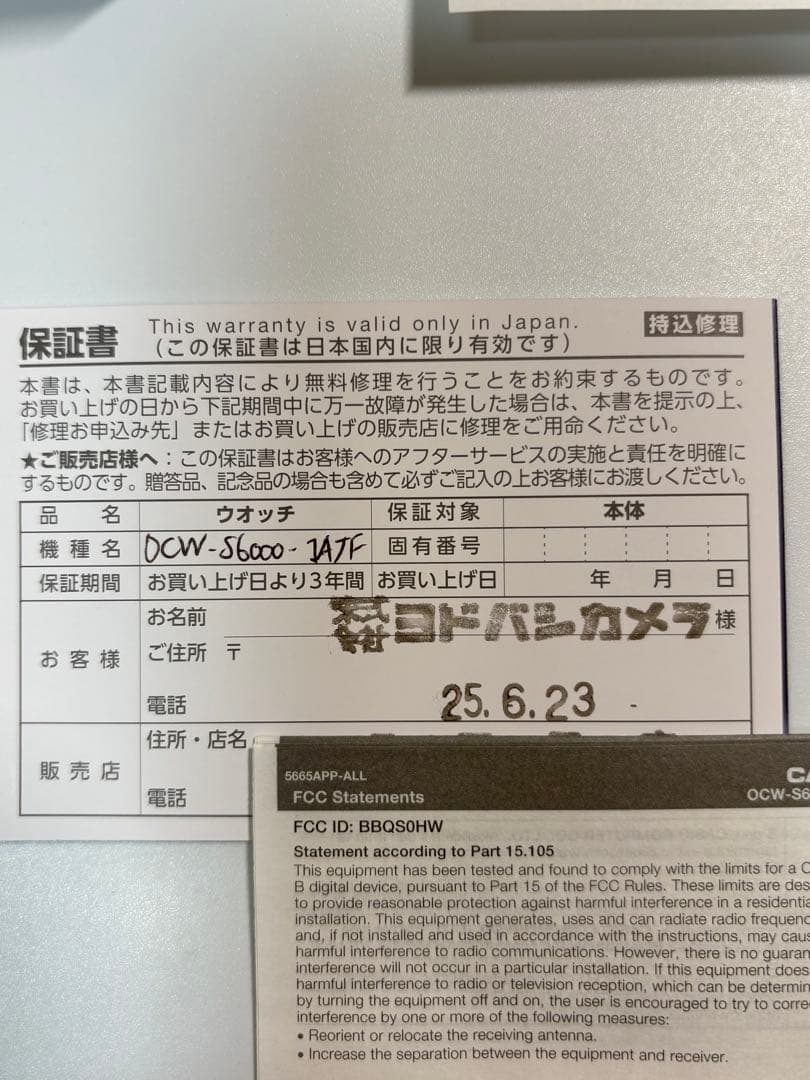 保証書
This warranty is valid only in Japan.
（この保証書は日本国内に限り有効です）
持込修理
本書は、本書記載内容により無料修理を行うことをお約束するものです。
お買い上げの日から下記期間中に万一故障が発生した場合は、本書を提示の上、
「修理お申込み先」またはお買い上げの販売店に修理をご用命ください。
★ご販売店様へ：この保証書はお客様へのアフターサービスの実施と責任を明確に
するものです。贈答品、記念品の場合も含めて必ずご記入の上お客様にお渡しください。
品名 ウオッチ 保証対象 本体
機種名 OCW-S6000-1AJF 固有番号
保証期間 お買い上げ日より3年間 お買い上げ日 年 月 日
お客様
お名前 株式会社ヨドバシカメラ 様
ご住所 〒
電話 25.6.23
販売店
住所・店名
電話
5665APP-ALL
FCC Statements
OCW-S6
FCC ID: BBQS0HW
Statement according to Part 15.105
This equipment has been tested and found to comply with the limits for a C
B digital device, pursuant to Part 15 of the FCC Rules. These limits are des
to provide reasonable protection against harmful interference in a residentia
installation. This equipment generates, uses and can radiate radio frequenc
and, if not installed and used in accordance with the instructions, may caus
harmful interference to radio communications. However, there is no guaran
interference will not occur in a particular installation. If this equipment does
harmful interference to radio or television reception, which can be determin
by turning the equipment off and on, the user is encouraged to try to corre
interference by one or more of the following measures:
• Reorient or relocate the receiving antenna.
• Increase the separation between the equipment and receiver.